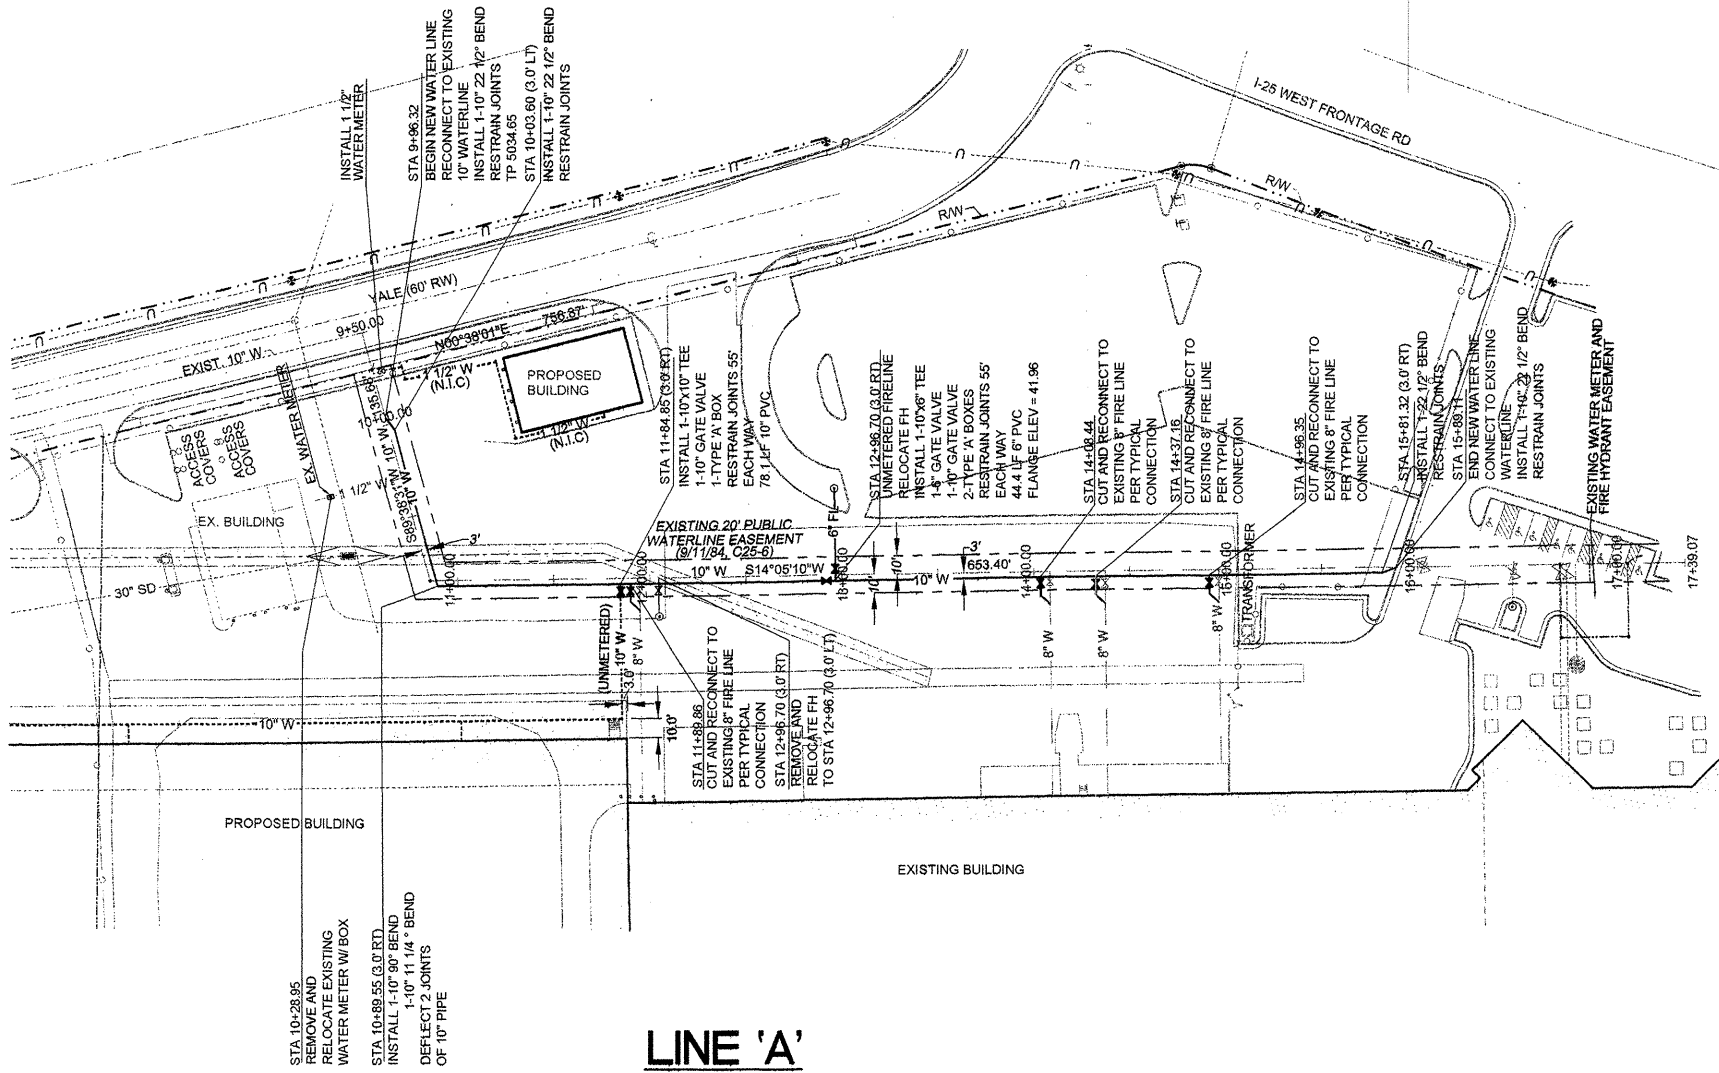 INSTALL 1 1/2"
WATER METER
STA 9+96.32
BEGIN NEW WATER LINE
RECONNECT TO EXISTING
10" WATERLINE
INSTALL 1-10" 22 1/2° BEND
RESTRAIN JOINTS
TP 5034.65
STA 10+03.60 (3.0' LT)
INSTALL 1-10" 22 1/2° BEND
RESTRAIN JOINTS
I-25 WEST FRONTAGE RD
R/W
R/W
YALE (60' RW)
9+50.00
EXIST. 10" W
N00°38'01"E
756.87'
1 1/2" W
(N.I.C)
PROPOSED
BUILDING
1 1/2" W
(N.I.C)
135.66'
10+00.00
10" W
S89°38'31"W
10" W
EX. WATER METER
ACCESS
COVERS
ACCESS
COVERS
1 1/2" W
EX. BUILDING
30" SD
3'
11+00.00
STA 11+84.85 (3.0' RT)
INSTALL 1-10"x10" TEE
1-10" GATE VALVE
1-TYPE 'A' BOX
RESTRAIN JOINTS 55'
EACH WAY
78.1 LF 10" PVC
EXISTING 20' PUBLIC
WATERLINE EASEMENT
(9/11/84, C25-6)
10" W
S14°05'10"W
6" FL
STA 12+96.70 (3.0' RT)
UNMETERED FIRELINE
RELOCATE FH
INSTALL 1-10"x6" TEE
1-6" GATE VALVE
1-10" GATE VALVE
2-TYPE 'A' BOXES
RESTRAIN JOINTS 55'
EACH WAY
44.4 LF 6" PVC
FLANGE ELEV = 41.96
12+00.00
13+00.00
10'
10'
10" W
3'
653.40'
14+00.00
STA 14+08.44
CUT AND RECONNECT TO
EXISTING 8" FIRE LINE
PER TYPICAL
CONNECTION
STA 14+37.16
CUT AND RECONNECT TO
EXISTING 8" FIRE LINE
PER TYPICAL
CONNECTION
STA 14+96.35
CUT AND RECONNECT TO
EXISTING 8" FIRE LINE
PER TYPICAL
CONNECTION
15+00.00
TRANSFORMER
STA 15+81.32 (3.0' RT)
INSTALL 1-22 1/2° BEND
RESTRAIN JOINTS
STA 15+89.11
END NEW WATER LINE
CONNECT TO EXISTING
WATERLINE
INSTALL 1-10" 22 1/2° BEND
RESTRAIN JOINTS
EXISTING WATER METER AND
FIRE HYDRANT EASEMENT
16+00.00
17+00.00
17+39.07
8" W
8" W
8" W
(UNMETERED)
10" W
8" W
3.0'
10.0'
10" W
STA 11+89.86
CUT AND RECONNECT TO
EXISTING 8" FIRE LINE
PER TYPICAL
CONNECTION
STA 12+96.70 (3.0' RT)
REMOVE AND
RELOCATE FH
TO STA 12+96.70 (3.0' LT)
PROPOSED BUILDING
EXISTING BUILDING
STA 10+28.95
REMOVE AND
RELOCATE EXISTING
WATER METER W/ BOX
STA 10+89.55 (3.0' RT)
INSTALL 1-10" 90° BEND
1-10" 11 1/4 ° BEND
DEFLECT 2 JOINTS
OF 10" PIPE
LINE 'A'